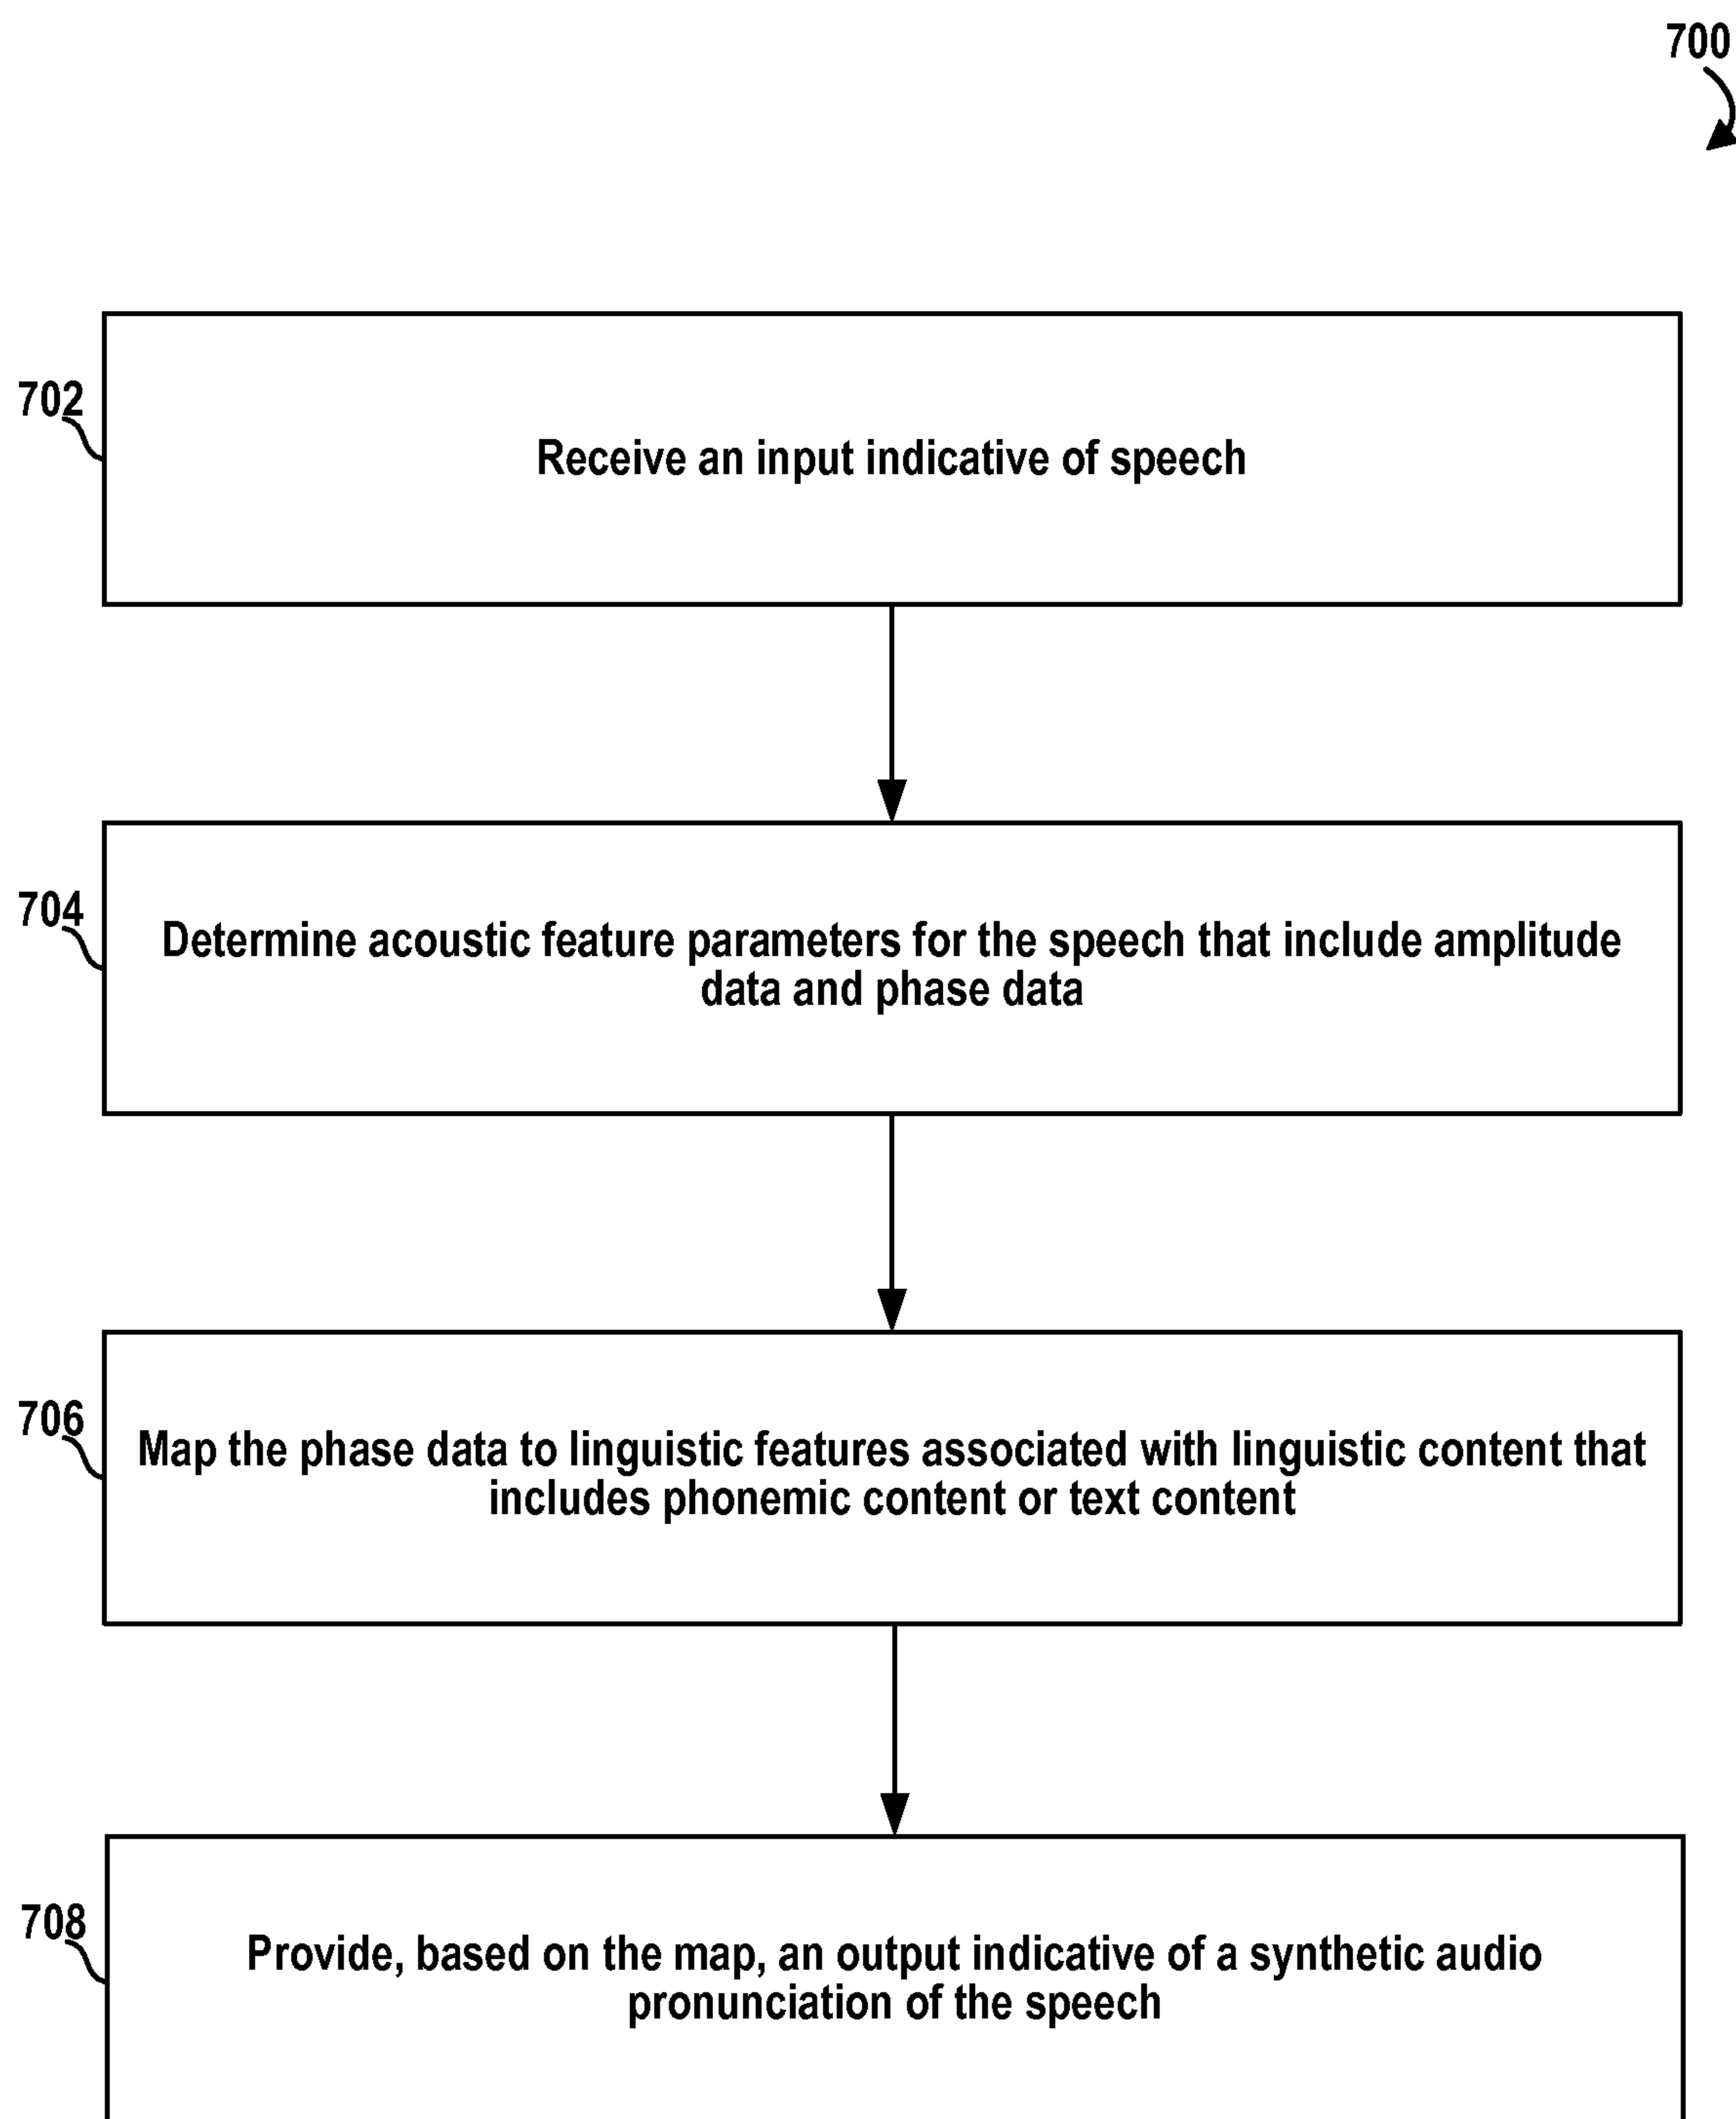 700
702
Receive an input indicative of speech
704
Determine acoustic feature parameters for the speech that include amplitude
data and phase data
706
Map the phase data to linguistic features associated with linguistic content that
includes phonemic content or text content
708
Provide, based on the map, an output indicative of a synthetic audio
pronunciation of the speech